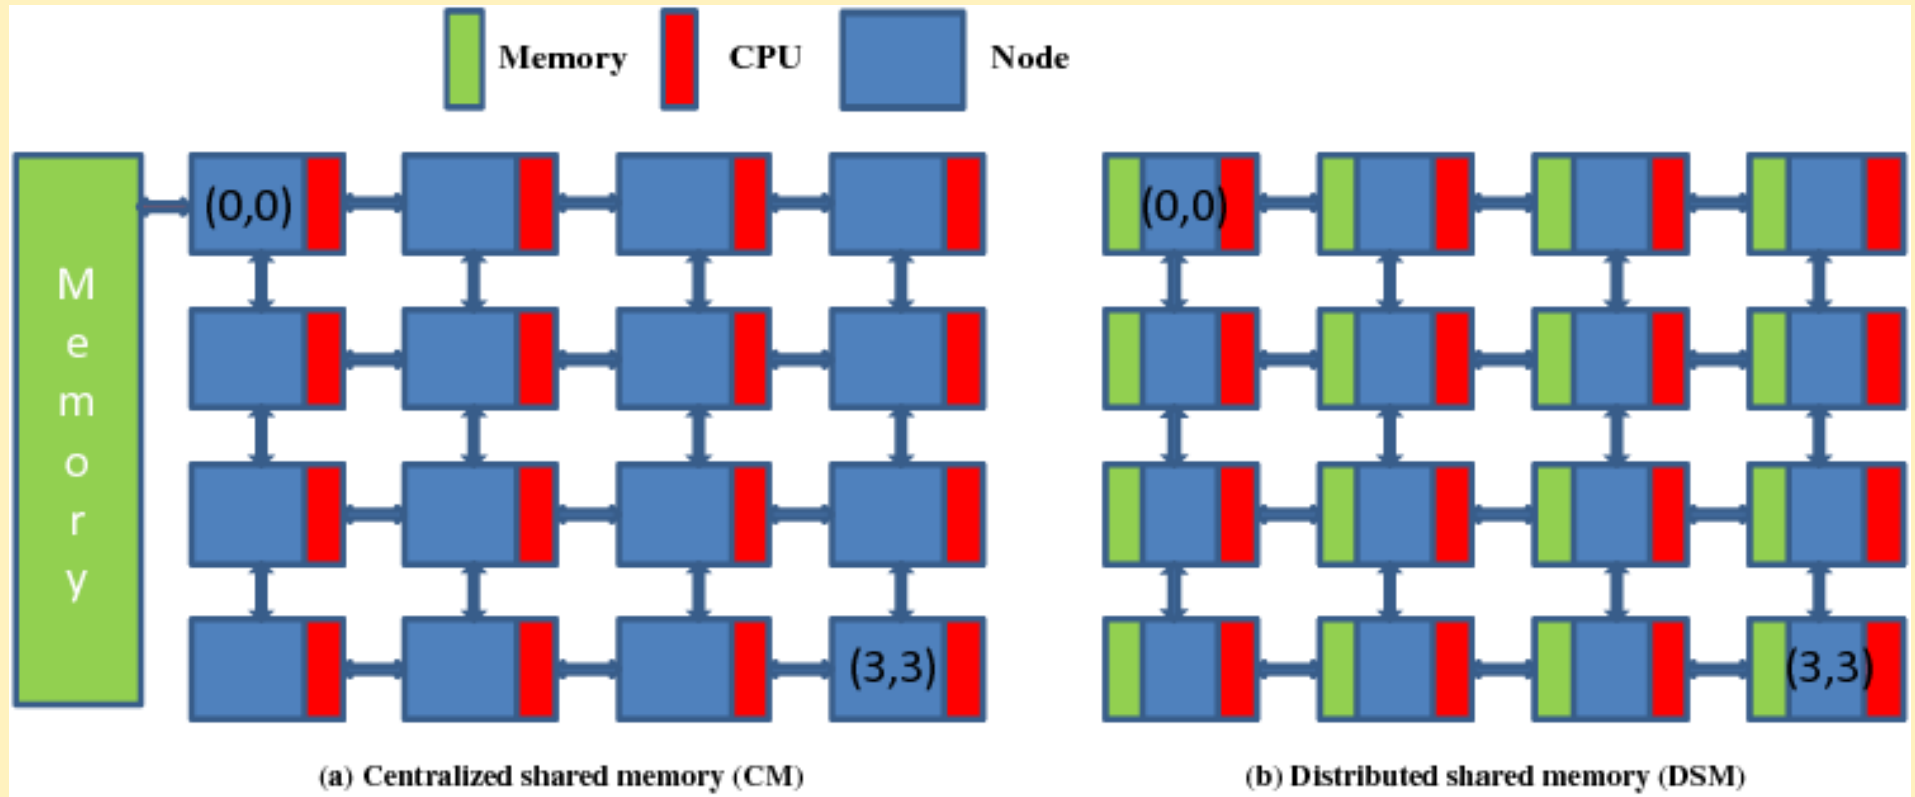 Memory CPU Node
(0,0) (0,0)
Memory
(3,3) (3,3)
(a) Centralized shared memory (CM) (b) Distributed shared memory (DSM)